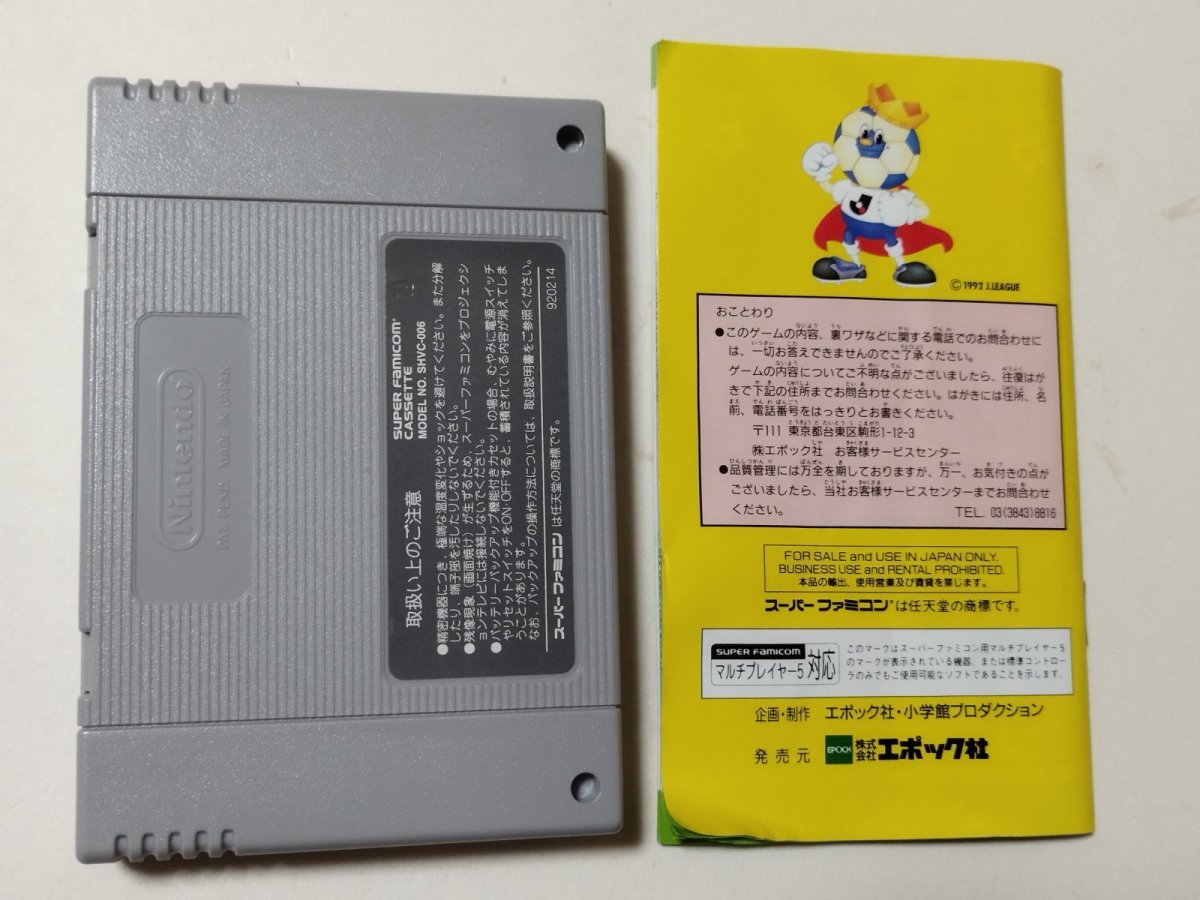 Nintendo
PAT. PEND. MADE IN JAPAN
取扱い上のご注意
SUPER FAMICOM
CASSETTE
MODEL NO. SHVC-006
●精密機器につき、極端な温度変化やショックを避けてください。また分解
したり、端子部を汚したりしないでください。
●残像現象(画面焼け)が生ずるため、スーパーファミコンをプロジェクシ
ョンテレビには接続しないでください。
●バッテリーバックアップ機能付きカセットの場合、むやみに電源スイッチ
やリセットスイッチをON・OFFすると、蓄積されている内容が消えてしま
うことがあります。
なお、バックアップの操作方法については、取扱説明書をご参照ください。
スーパーファミコン は任天堂の商標です。
920214
© 1992 J.LEAGUE
おことわり
●このゲームの内容、裏ワザなどに関する電話でのお問合わせに
は、一切お答えできませんのでご了承ください。
ゲームの内容についてご不明な点がございましたら、往復はが
きで下記の住所までお問合わせください。はがきには住所、名
前、電話番号をはっきりとお書きください。
〒111 東京都台東区駒形1-12-3
㈱エポック社 お客様サービスセンター
●品質管理には万全を期しておりますが、万一、お気付きの点が
ございましたら、当社お客様サービスセンターまでお問合わせ
ください。
TEL. 03(3843)8816
FOR SALE and USE IN JAPAN ONLY.
BUSINESS USE and RENTAL PROHIBITED.
本品の輸出、使用営業及び賃貸を禁じます。
スーパーファミコン®は任天堂の商標です。
SUPER FAMICOM
マルチプレイヤー5 対応
このマークはスーパーファミコン用マルチプレイヤー5
のマークが表示されている機器、または標準コントロー
ラのみでもご使用可能なソフトであることを示します。
企画・制作 エポック社・小学館プロダクション
発売元 EPOCH 株式会社 エポック社